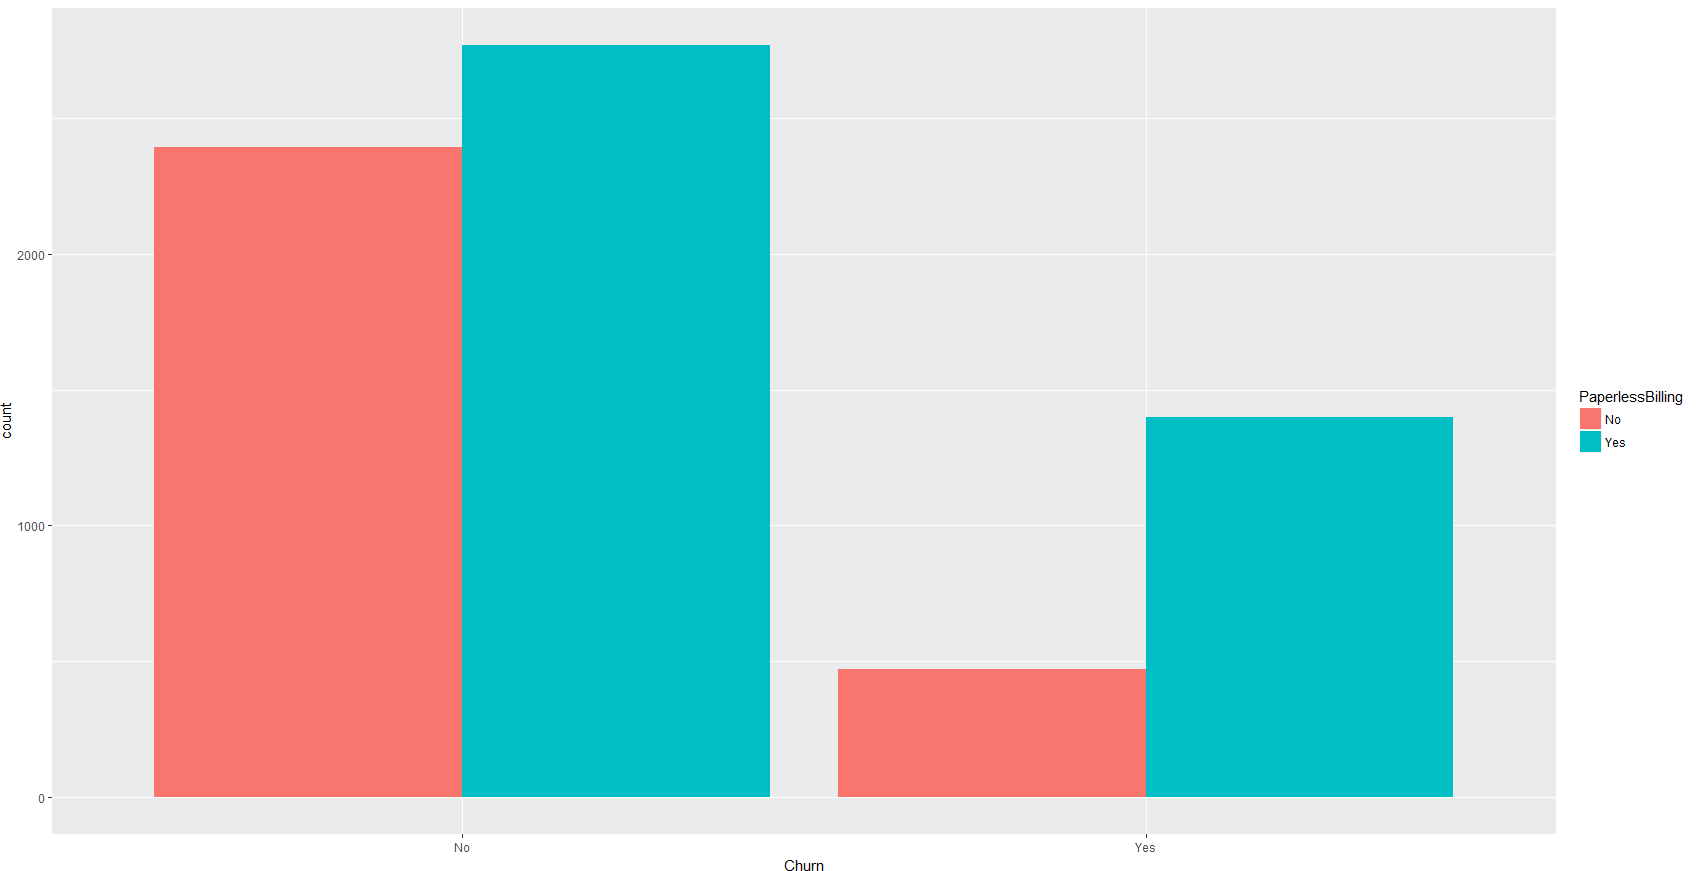 count
2000
1000
0
No
Yes
Churn
PaperlessBilling
No
Yes